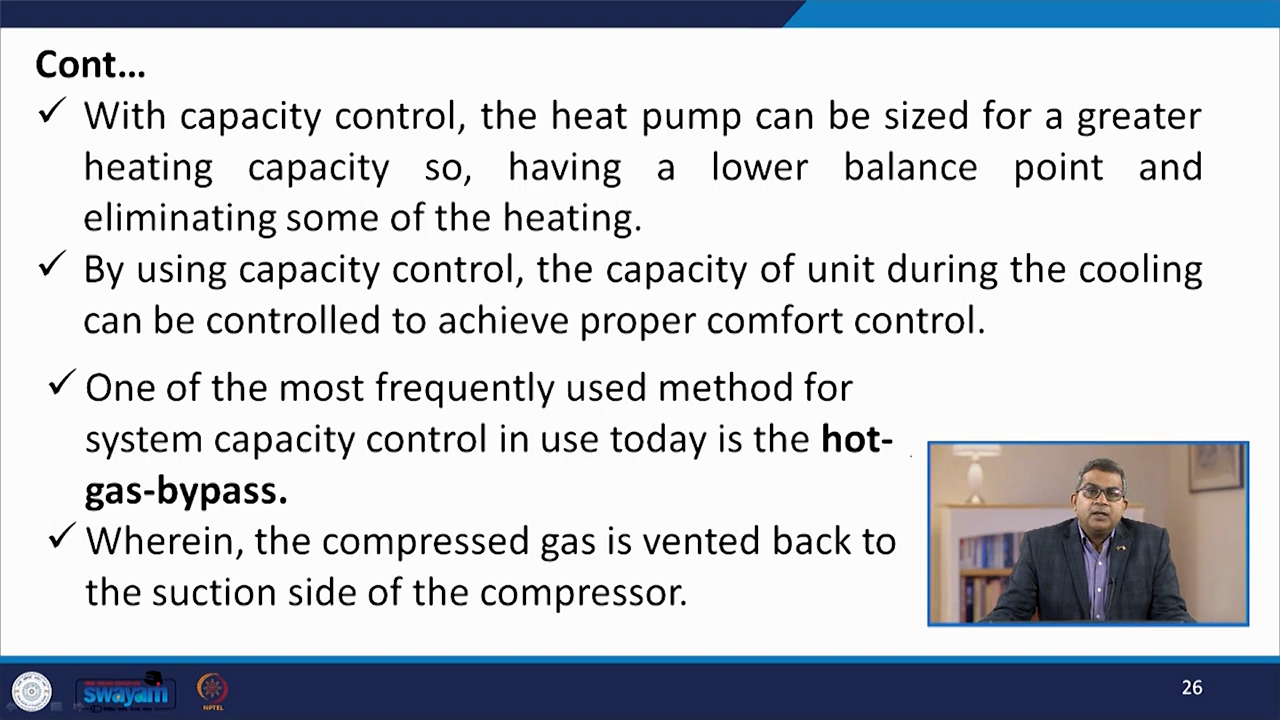 Cont...
✓ With capacity control, the heat pump can be sized for a greater
heating capacity so, having a lower balance point and
eliminating some of the heating.
✓ By using capacity control, the capacity of unit during the cooling
can be controlled to achieve proper comfort control.
✓ One of the most frequently used method for
system capacity control in use today is the hot-
gas-bypass.
✓ Wherein, the compressed gas is vented back to
the suction side of the compressor.
swayam
NPTEL
26